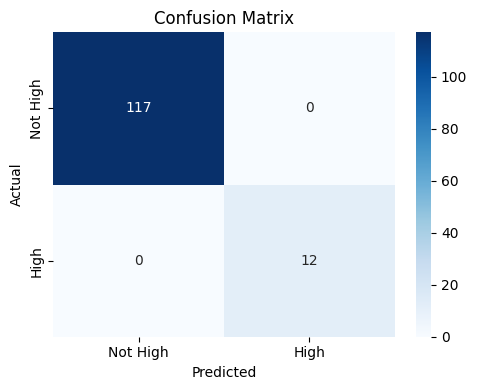 Confusion Matrix
Not High
117
0
High
0
12
Actual
Not High
High
Predicted
100
80
60
40
20
0